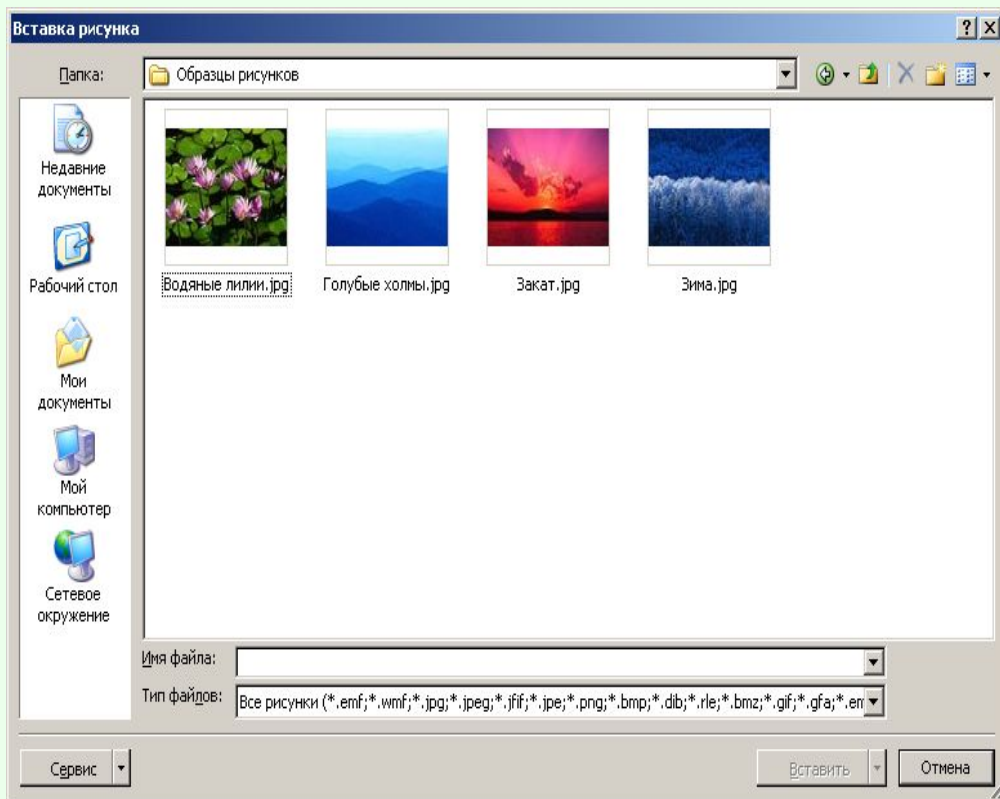 Вставка рисунка
Папка:
Образцы рисунков
Недавние
документы
Рабочий стол
Мои
документы
Мой
компьютер
Сетевое
окружение
Водяные лилии.jpg
Голубые холмы.jpg
Закат.jpg
Зима.jpg
Имя файла:
Тип файлов:
Все рисунки (*.emf;*.wmf;*.jpg;*.jpeg;*.jfif;*.jpe;*.png;*.bmp;*.dib;*.rle;*.bmz;*.gif;*.gfa;*.em
Сервис
Вставить
Отмена